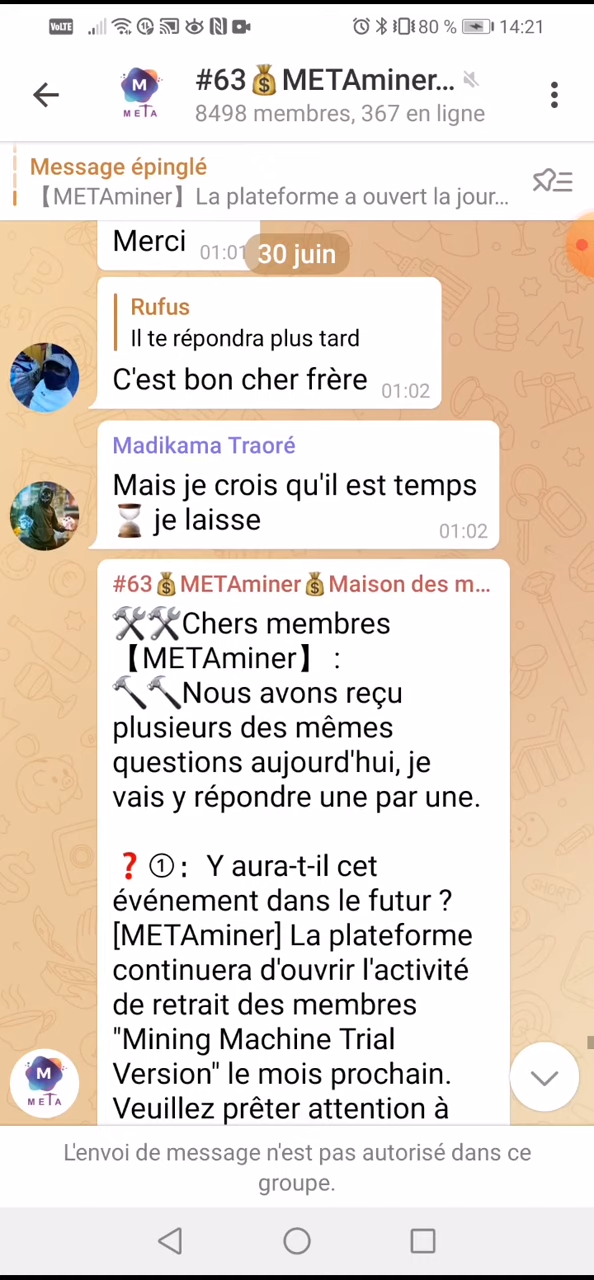 VoLTE 80 % 14:21
M
META
#63💰METAminer...
8498 membres, 367 en ligne
Message épinglé
【METAminer】La plateforme a ouvert la jour...
Merci 01:01
30 juin
Rufus
Il te répondra plus tard
C'est bon cher frère 01:02
Madikama Traoré
Mais je crois qu'il est temps
⏳ je laisse 01:02
#63💰METAminer💰Maison des m...
🛠🛠Chers membres
【METAminer】 :
🔨🔨Nous avons reçu
plusieurs des mêmes
questions aujourd'hui, je
vais y répondre une par une.
❓①: Y aura-t-il cet
événement dans le futur ?
[METAminer] La plateforme
continuera d'ouvrir l'activité
de retrait des membres
"Mining Machine Trial
Version" le mois prochain.
Veuillez prêter attention à
M
META
SHORT
L'envoi de message n'est pas autorisé dans ce
groupe.